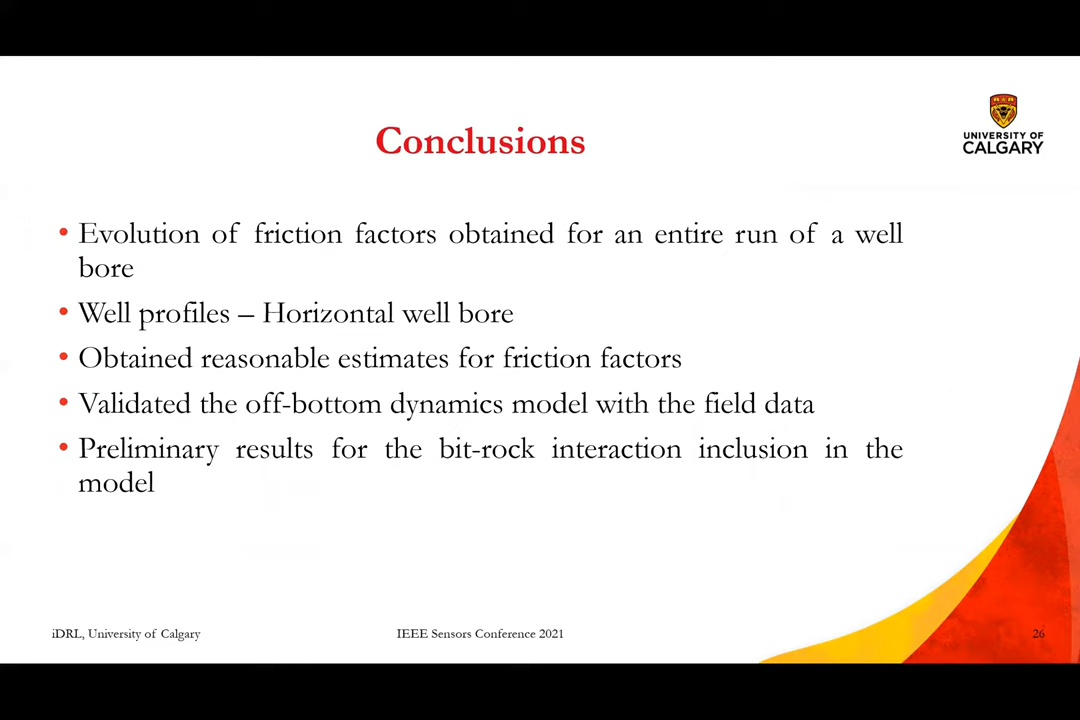 UNIVERSITY OF
CALGARY
Conclusions
• Evolution of friction factors obtained for an entire run of a well
bore
• Well profiles – Horizontal well bore
• Obtained reasonable estimates for friction factors
• Validated the off-bottom dynamics model with the field data
• Preliminary results for the bit-rock interaction inclusion in the
model
iDRL, University of Calgary
IEEE Sensors Conference 2021
26